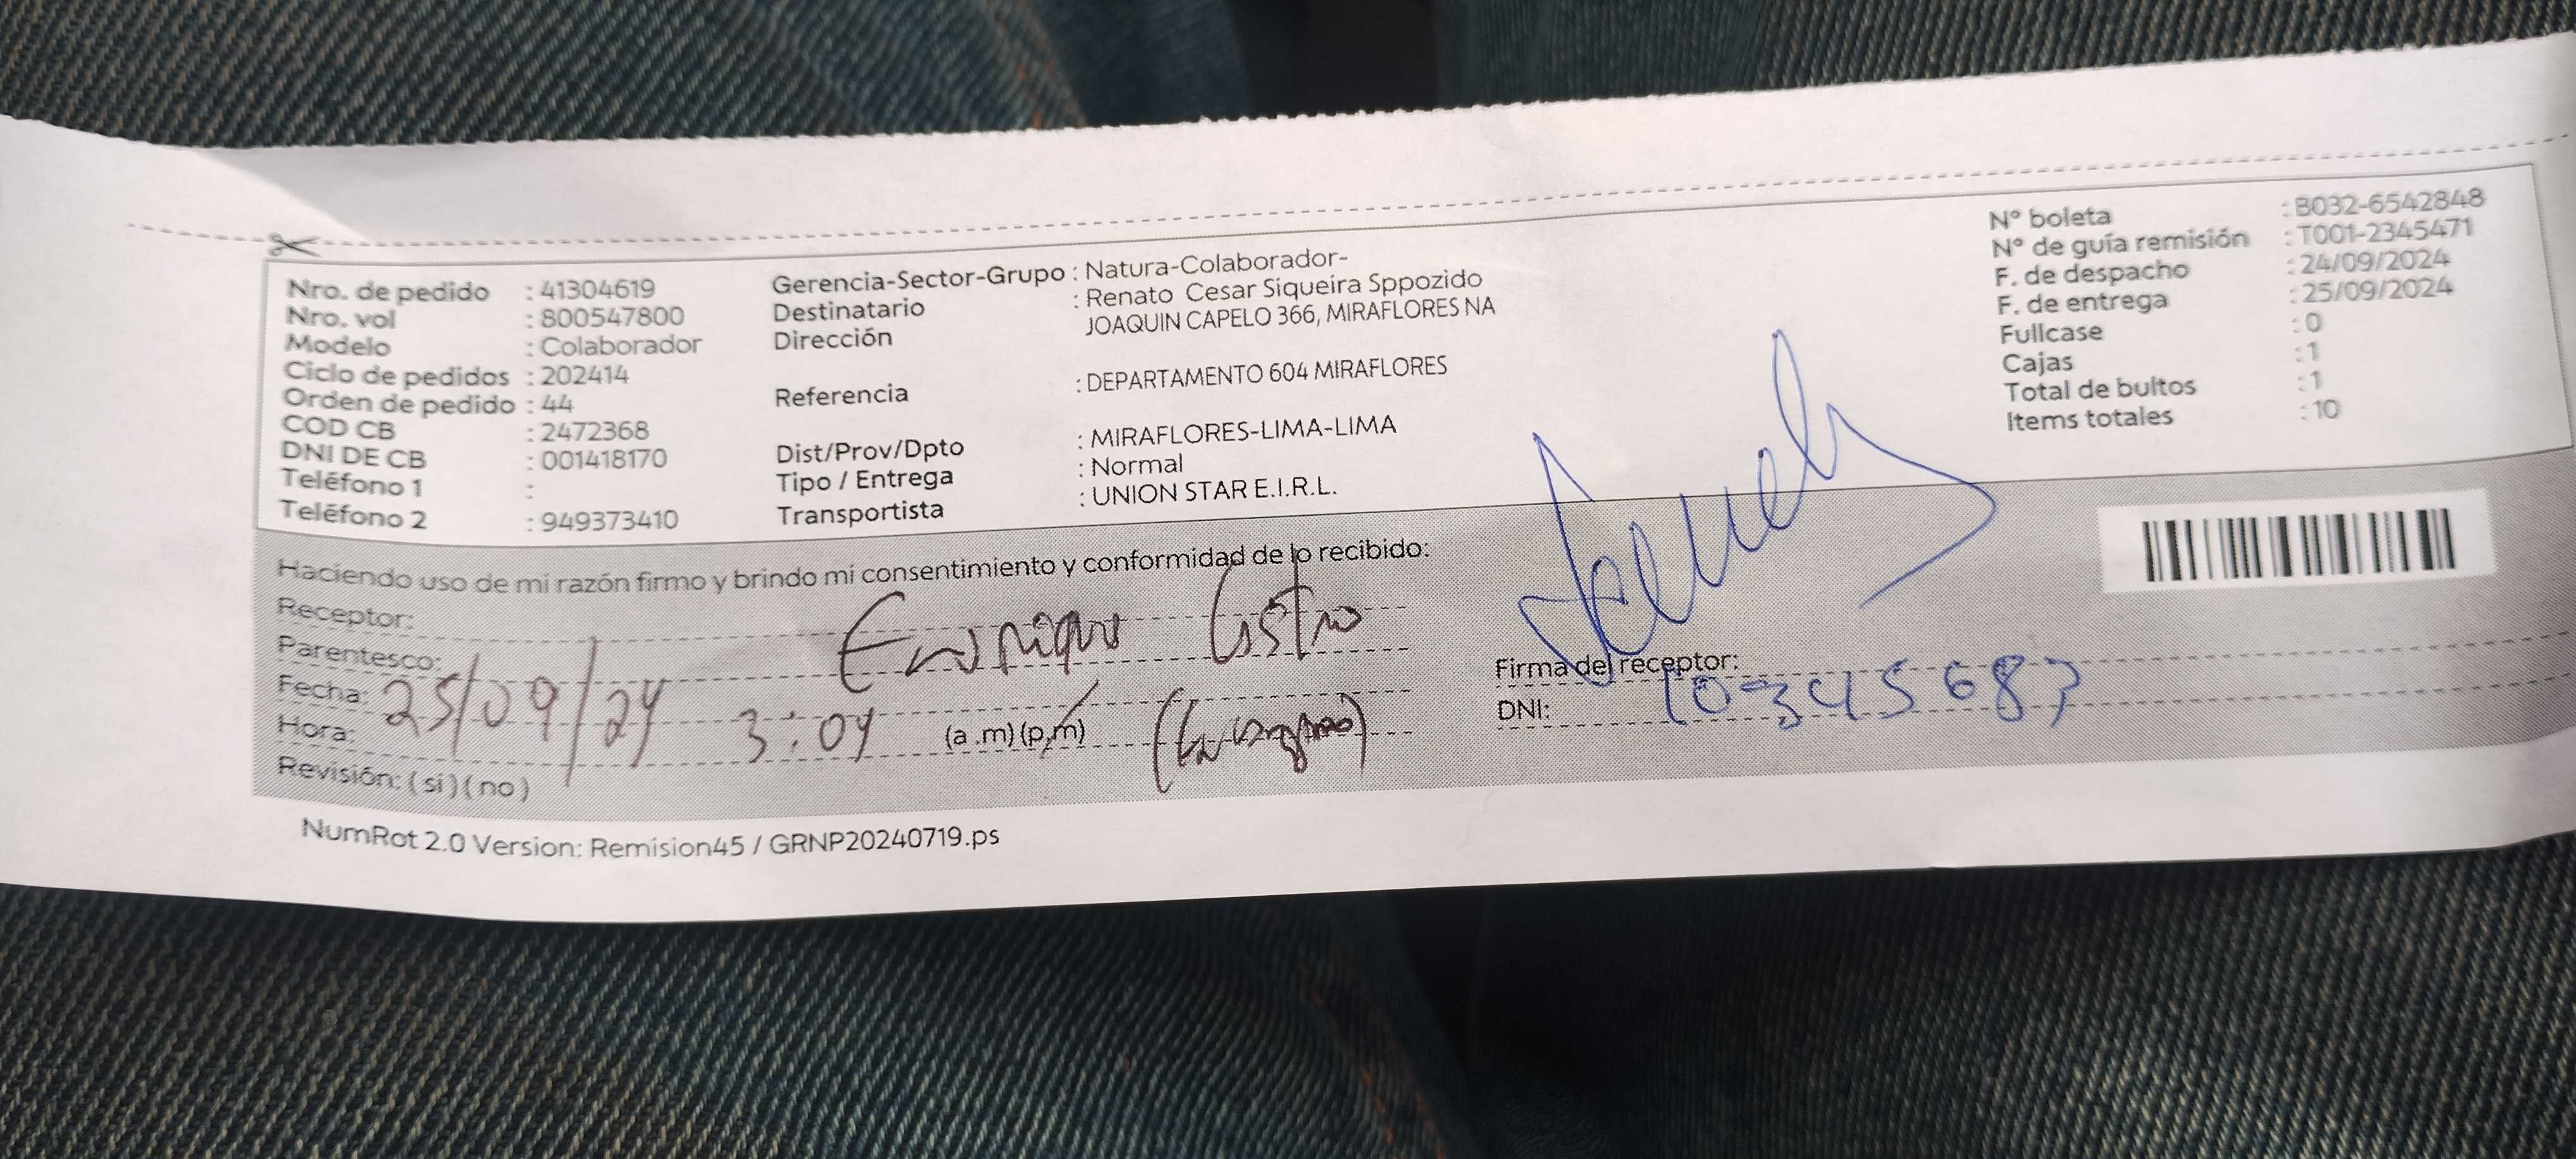 Nro. de pedido : 41304619
Nro. vol : 800547800
Modelo : Colaborador
Ciclo de pedidos : 202414
Orden de pedido : 44
COD CB : 2472368
DNI DE CB : 001418170
Teléfono 1 :
Teléfono 2 : 949373410
Gerencia-Sector-Grupo : Natura-Colaborador-
Destinatario : Renato Cesar Siqueira Sppozido
Dirección JOAQUIN CAPELO 366, MIRAFLORES NA
Referencia : DEPARTAMENTO 604 MIRAFLORES
Dist/Prov/Dpto : MIRAFLORES-LIMA-LIMA
Tipo / Entrega : Normal
Transportista : UNION STAR E.I.R.L.
N° boleta : B032-6542848
N° de guía remisión : T001-2345471
F. de despacho : 24/09/2024
F. de entrega : 25/09/2024
Fullcase : 0
Cajas : 1
Total de bultos : 1
Items totales : 10
Haciendo uso de mi razón firmo y brindo mi consentimiento y conformidad de lo recibido:
Receptor: Enrique Castro
Parentesco:
Fecha: 25/09/24
Hora: 3:04 (a.m)(p.m)
Revisión: (si)(no)
Firma del receptor:
DNI: 10345687
NumRot 2.0 Version: Remision45 / GRNP20240719.ps